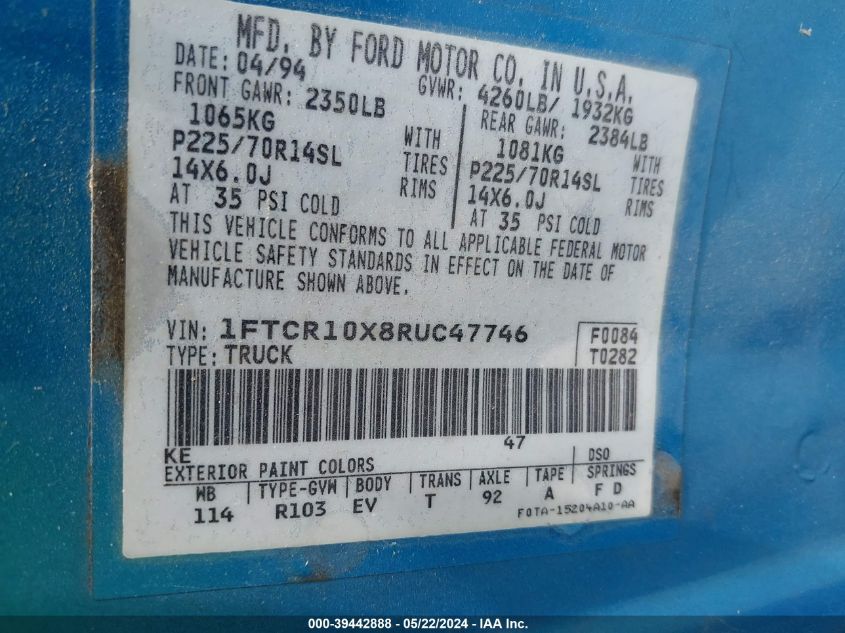 MFD. BY FORD MOTOR CO. IN U.S.A.
DATE: 04/94 GVWR: 4260LB/ 1932KG
FRONT GAWR: 2350LB REAR GAWR: 2384LB
1065KG WITH 1081KG WITH
P225/70R14SL TIRES P225/70R14SL TIRES
14X6.0J RIMS 14X6.0J RIMS
AT 35 PSI COLD AT 35 PSI COLD
THIS VEHICLE CONFORMS TO ALL APPLICABLE FEDERAL MOTOR
VEHICLE SAFETY STANDARDS IN EFFECT ON THE DATE OF
MANUFACTURE SHOWN ABOVE.
VIN: 1FTCR10X8RUC47746 F0084
TYPE: TRUCK T0282
KE 47
EXTERIOR PAINT COLORS DSO
WB TYPE-GVW BODY TRANS AXLE TAPE SPRINGS
114 R103 EV T 92 A F D
F0TA-15204A10-AA
000-39442888 - 05/22/2024 - IAA Inc.